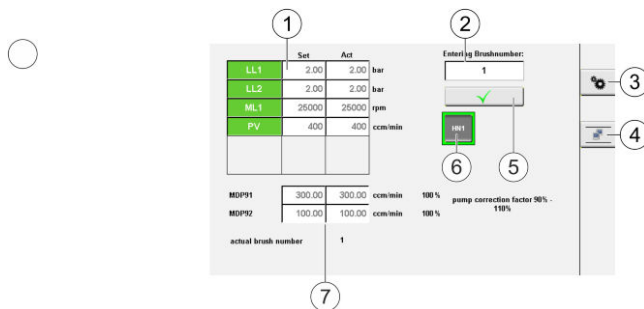 1
2
Set Act
Entering Brushnumber:
LL1 2.00 2.00 bar
1
LL2 2.00 2.00 bar
3
ML1 25000 25000 rpm
PV 400 400 ccm/min
HN1
4
6
5
MDP91 300.00 300.00 ccm/min 100 %
pump correction factor 90% -
110%
MDP92 100.00 100.00 ccm/min 100 %
actual brush number 1
7